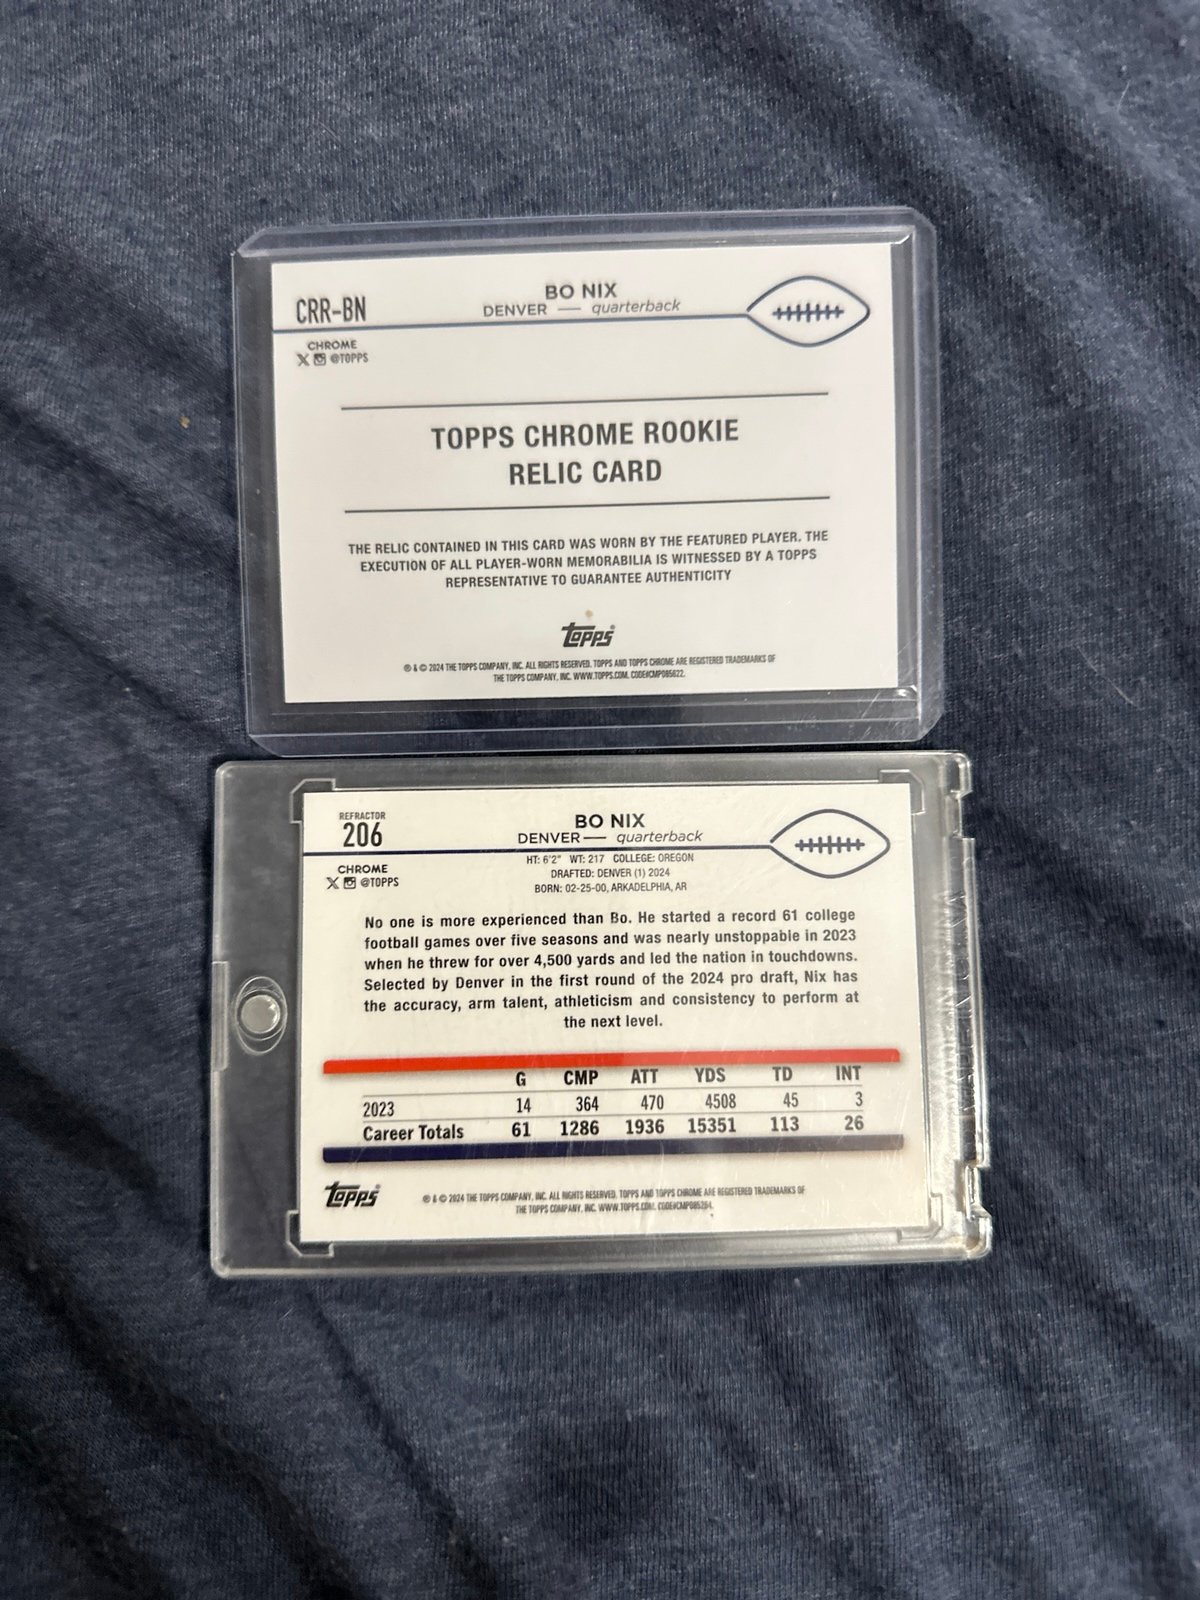 CRR-BN
BO NIX
DENVER — quarterback
CHROME
@TOPPS
TOPPS CHROME ROOKIE
RELIC CARD
THE RELIC CONTAINED IN THIS CARD WAS WORN BY THE FEATURED PLAYER. THE
EXECUTION OF ALL PLAYER-WORN MEMORABILIA IS WITNESSED BY A TOPPS
REPRESENTATIVE TO GUARANTEE AUTHENTICITY
Topps
® & © 2024 THE TOPPS COMPANY, INC. ALL RIGHTS RESERVED. TOPPS AND TOPPS CHROME ARE REGISTERED TRADEMARKS OF
THE TOPPS COMPANY, INC. WWW.TOPPS.COM. CODE#CMP085622.
REFRACTOR
206
BO NIX
DENVER — quarterback
CHROME
@TOPPS
HT: 6'2" WT: 217 COLLEGE: OREGON
DRAFTED: DENVER (1) 2024
BORN: 02-25-00, ARKADELPHIA, AR
No one is more experienced than Bo. He started a record 61 college
football games over five seasons and was nearly unstoppable in 2023
when he threw for over 4,500 yards and led the nation in touchdowns.
Selected by Denver in the first round of the 2024 pro draft, Nix has
the accuracy, arm talent, athleticism and consistency to perform at
the next level.
G CMP ATT YDS TD INT
2023 14 364 470 4508 45 3
Career Totals 61 1286 1936 15351 113 26
Topps
® & © 2024 THE TOPPS COMPANY, INC. ALL RIGHTS RESERVED. TOPPS AND TOPPS CHROME ARE REGISTERED TRADEMARKS OF
THE TOPPS COMPANY, INC. WWW.TOPPS.COM. CODE#CMP085264.